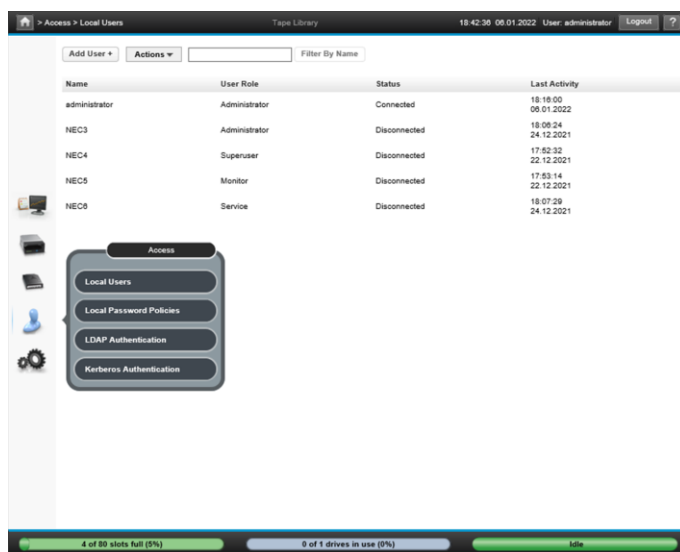 > Access > Local Users Tape Library 18:42:36 06.01.2022 User: administrator Logout ?
Add User + Actions Filter By Name
Name User Role Status Last Activity
administrator Administrator Connected 18:16:00
06.01.2022
NEC3 Administrator Disconnected 18:06:24
24.12.2021
NEC4 Superuser Disconnected 17:52:32
22.12.2021
NEC5 Monitor Disconnected 17:53:14
22.12.2021
NEC6 Service Disconnected 18:07:29
24.12.2021
Access
Local Users
Local Password Policies
LDAP Authentication
Kerberos Authentication
4 of 80 slots full (5%) 0 of 1 drives in use (0%) Idle